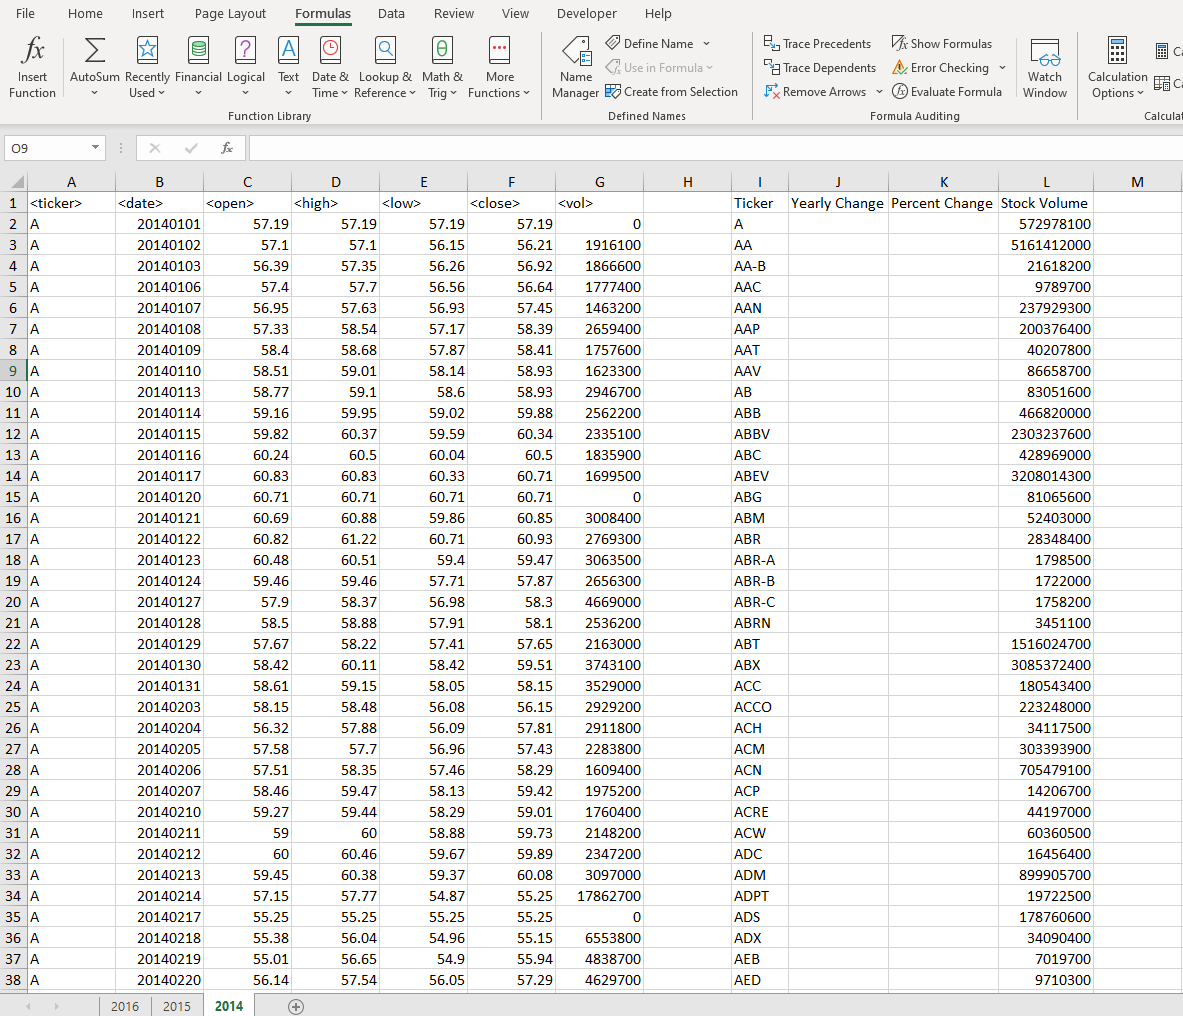 File Home Insert Page Layout Formulas Data Review View Developer Help
fx Σ ? A θ
Insert Function AutoSum Recently Used Financial Logical Text Date & Time Lookup & Reference Math & Trig More Functions
Function Library
Name Manager Define Name Use in Formula Create from Selection
Defined Names
Trace Precedents Show Formulas
Trace Dependents Error Checking
Remove Arrows Evaluate Formula
Watch Window
Formula Auditing
Calculation Options
O9 fx
A B C D E F G H I J K L M
1 <ticker> <date> <open> <high> <low> <close> <vol> Ticker Yearly Change Percent Change Stock Volume
2 A 20140101 57.19 57.19 57.19 57.19 0 A 572978100
3 A 20140102 57.1 57.1 56.15 56.21 1916100 AA 5161412000
4 A 20140103 56.39 57.35 56.26 56.92 1866600 AA-B 21618200
5 A 20140106 57.4 57.7 56.56 56.64 1777400 AAC 9789700
6 A 20140107 56.95 57.63 56.93 57.45 1463200 AAN 237929300
7 A 20140108 57.33 58.54 57.17 58.39 2659400 AAP 200376400
8 A 20140109 58.4 58.68 57.87 58.41 1757600 AAT 40207800
9 A 20140110 58.51 59.01 58.14 58.93 1623300 AAV 86658700
10 A 20140113 58.77 59.1 58.6 58.93 2946700 AB 83051600
11 A 20140114 59.16 59.95 59.02 59.88 2562200 ABB 466820000
12 A 20140115 59.82 60.37 59.59 60.34 2335100 ABBV 2303237600
13 A 20140116 60.24 60.5 60.04 60.5 1835900 ABC 428969000
14 A 20140117 60.83 60.83 60.33 60.71 1699500 ABEV 3208014300
15 A 20140120 60.71 60.71 60.71 60.71 0 ABG 81065600
16 A 20140121 60.69 60.88 59.86 60.85 3008400 ABM 52403000
17 A 20140122 60.82 61.22 60.71 60.93 2769300 ABR 28348400
18 A 20140123 60.48 60.51 59.4 59.47 3063500 ABR-A 1798500
19 A 20140124 59.46 59.46 57.71 57.87 2656300 ABR-B 1722000
20 A 20140127 57.9 58.37 56.98 58.3 4669000 ABR-C 1758200
21 A 20140128 58.5 58.88 57.91 58.1 2536200 ABRN 3451100
22 A 20140129 57.67 58.22 57.41 57.65 2163000 ABT 1516024700
23 A 20140130 58.42 60.11 58.42 59.51 3743100 ABX 3085372400
24 A 20140131 58.61 59.15 58.05 58.15 3529000 ACC 180543400
25 A 20140203 58.15 58.48 56.08 56.15 2929200 ACCO 223248000
26 A 20140204 56.32 57.88 56.09 57.81 2911800 ACH 34117500
27 A 20140205 57.58 57.7 56.96 57.43 2283800 ACM 303393900
28 A 20140206 57.51 58.35 57.46 58.29 1609400 ACN 705479100
29 A 20140207 58.46 59.47 58.13 59.42 1975200 ACP 14206700
30 A 20140210 59.27 59.44 58.29 59.01 1760400 ACRE 44197000
31 A 20140211 59 60 58.88 59.73 2148200 ACW 60360500
32 A 20140212 60 60.46 59.67 59.89 2347200 ADC 16456400
33 A 20140213 59.45 60.38 59.37 60.08 3097000 ADM 899905700
34 A 20140214 57.15 57.77 54.87 55.25 17862700 ADPT 19722500
35 A 20140217 55.25 55.25 55.25 55.25 0 ADS 178760600
36 A 20140218 55.38 56.04 54.96 55.15 6553800 ADX 34090400
37 A 20140219 55.01 56.65 54.9 55.94 4838700 AEB 7019700
38 A 20140220 56.14 57.54 56.05 57.29 4629700 AED 9710300
2016 2015 2014